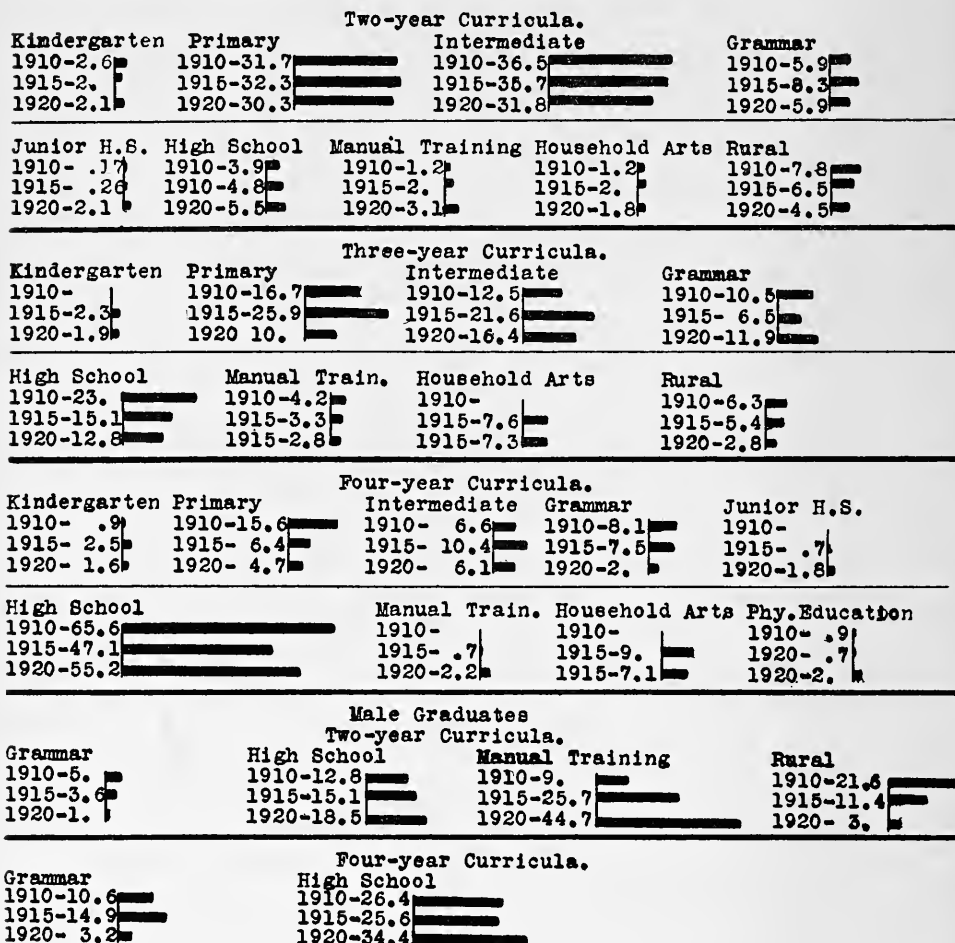 Two-year Curricula.
Kindergarten Primary Intermediate Grammar
1910-2.6 1910-31.7 1910-36.5 1910-5.9
1915-2. 1915-32.3 1915-35.7 1915-8.3
1920-2.1 1920-30.3 1920-31.8 1920-5.9
Junior H.S. High School Manual Training Household Arts Rural
1910- .17 1910-3.9 1910-1.2 1910-1.2 1910-7.8
1915- .26 1910-4.8 1915-2. 1915-2. 1915-6.5
1920-2.1 1920-5.5 1920-3.1 1920-1.8 1920-4.5
Three-year Curricula.
Kindergarten Primary Intermediate Grammar
1910- 1910-16.7 1910-12.5 1910-10.5
1915-2.3 1915-25.9 1915-21.6 1915- 6.5
1920-1.9 1920 10. 1920-16.4 1920-11.9
High School Manual Train. Household Arts Rural
1910-23. 1910-4.2 1910- 1910-6.3
1915-15.1 1915-3.3 1915-7.6 1915-5.4
1920-12.8 1915-2.8 1915-7.3 1920-2.8
Four-year Curricula.
Kindergarten Primary Intermediate Grammar Junior H.S.
1910- .9 1910-15.6 1910- 6.6 1910-8.1 1910-
1915- 2.5 1915- 6.4 1915- 10.4 1915-7.5 1915- .7
1920- 1.6 1920- 4.7 1920- 6.1 1920-2. 1920-1.8
High School Manual Train. Household Arts Phy.Education
1910-65.6 1910- 1910- 1910- .9
1915-47.1 1915- .7 1915-9. 1920- .7
1920-55.2 1920-2.2 1915-7.1 1920-2.
Male Graduates
Two-year Curricula.
Grammar High School Manual Training Rural
1910-5. 1910-12.8 1910-9. 1910-21.6
1915-3.6 1915-15.1 1915-25.7 1915-11.4
1920-1. 1920-18.5 1920-44.7 1920- 3.
Four-year Curricula.
Grammar High School
1910-10.6 1910-26.4
1915-14.9 1915-25.6
1920- 3.2 1920-34.4